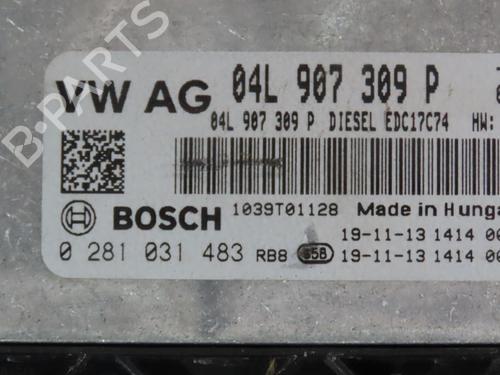 VW AG 04L 907 309 P
04L 907 309 P DIESEL EDC17C74 HW:
BOSCH 1039T01128 Made in Hunga
0 281 031 483 RB8 S58 19-11-13 1414
19-11-13 1414
B-PARTS